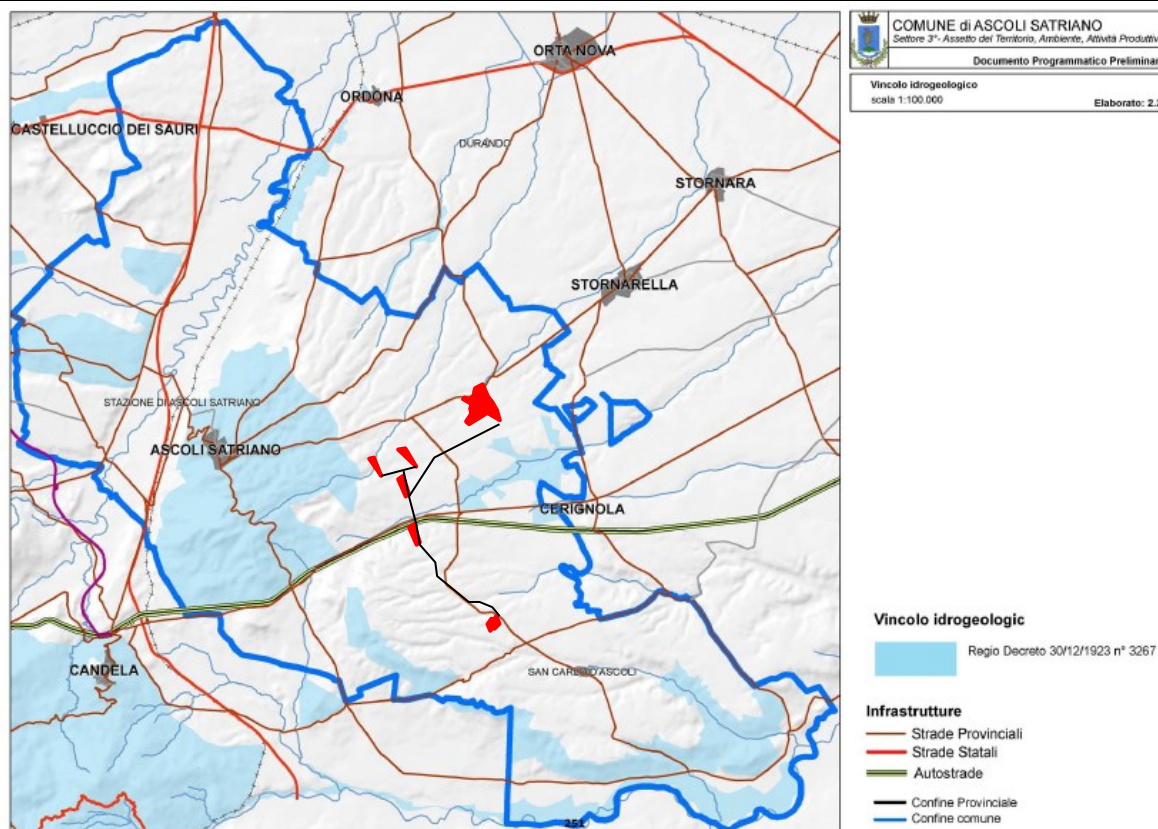 COMUNE di ASCOLI SATRIANO
Settore 3°- Assetto del Territorio, Ambiente, Attività Produttiv
Documento Programmatico Preliminar
Vincolo idrogeologico
scala 1:100.000
Elaborato: 2.
ORTA NOVA
ORDONA
CASTELLUCCIO DEI SAURI
DURANDO
STORNARA
STORNARELLA
STAZIONE DI ASCOLI SATRIANO
ASCOLI SATRIANO
CERIGNOLA
CANDELA
SAN CARLO D'ASCOLI
251
Vincolo idrogeologic
Regio Decreto 30/12/1923 n° 3267
Infrastrutture
Strade Provinciali
Strade Statali
Autostrade
Confine Provinciale
Confine comune